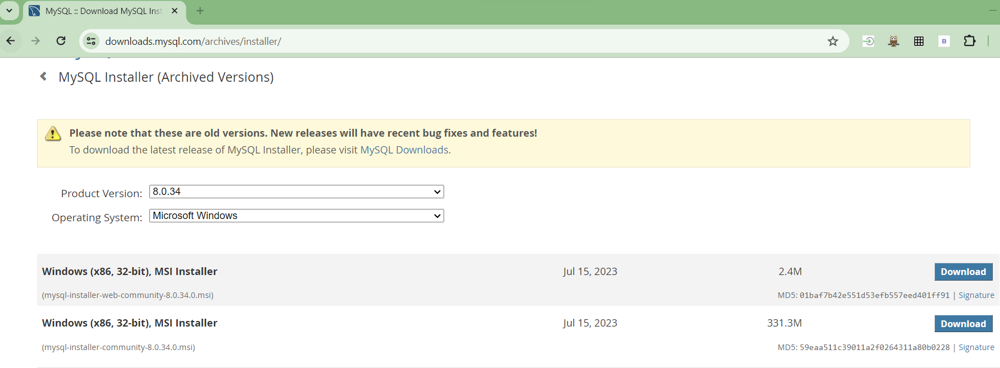 MySQL :: Download MySQL Inst
downloads.mysql.com/archives/installer/
B
MySQL Installer (Archived Versions)
Please note that these are old versions. New releases will have recent bug fixes and features!
To download the latest release of MySQL Installer, please visit MySQL Downloads.
Product Version: 8.0.34
Operating System: Microsoft Windows
Windows (x86, 32-bit), MSI Installer Jul 15, 2023 2.4M Download
(mysql-installer-web-community-8.0.34.0.msi) MD5: 01baf7b42e551d53efb557eed401ff91 | Signature
Windows (x86, 32-bit), MSI Installer Jul 15, 2023 331.3M Download
(mysql-installer-community-8.0.34.0.msi) MD5: 59eaa511c39011a2f0264311a80b0228 | Signature